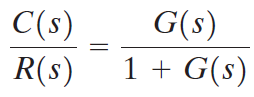 C(s)/R(s) = G(s)/(1 + G(s))